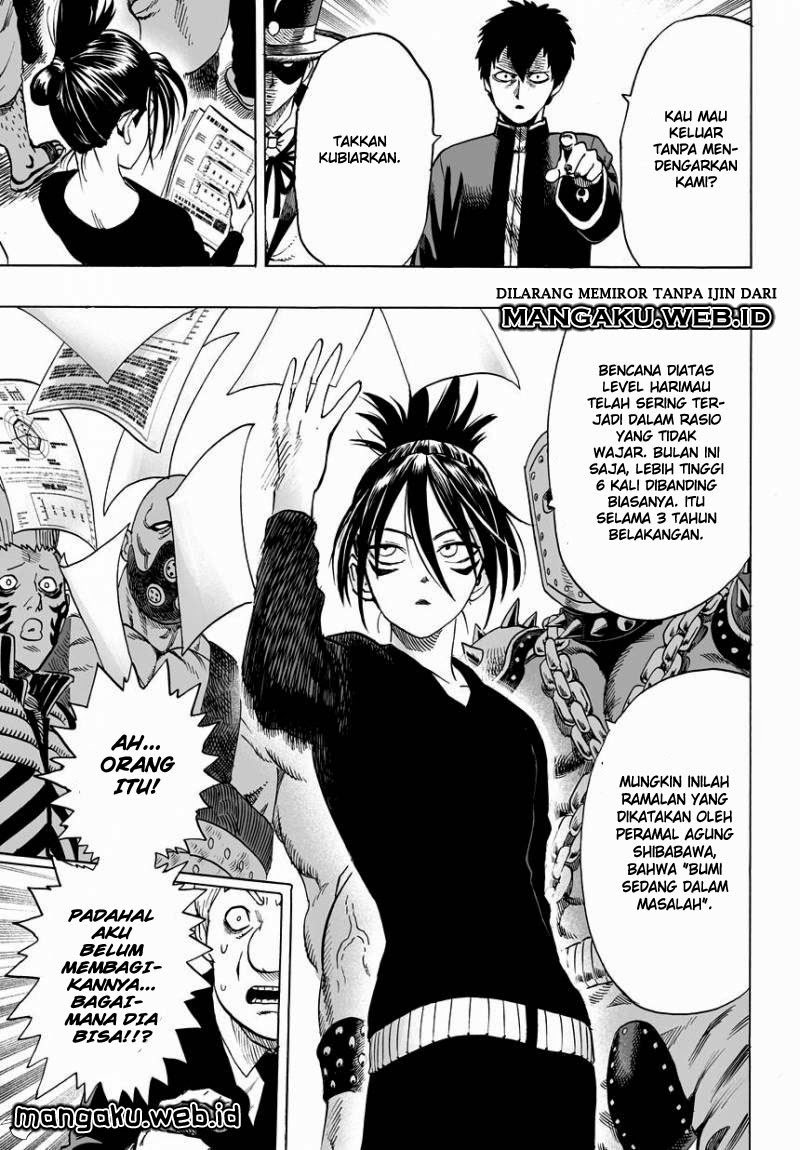 KAU MAU
KELUAR
TANPA MEN-
DENGARKAN
KAMI?
TAKKAN
KUBIARKAN.
DILARANG MEMIROR TANPA IJIN DARI
MANGAKU.WEB.ID
BENCANA DIATAS
LEVEL HARIMAU
TELAH SERING TER-
JADI DALAM RASIO
YANG TIDAK
WAJAR. BULAN INI
SAJA, LEBIH TINGGI
6 KALI DIBANDING
BIASANYA. ITU
SELAMA 3 TAHUN
BELAKANGAN.
MUNGKIN INILAH
RAMALAN YANG
DIKATAKAN OLEH
PERAMAL AGUNG
SHIBABAWA,
BAHWA "BUMI
SEDANG DALAM
MASALAH".
AH...
ORANG
ITU!
PADAHAL
AKU
BELUM
MEMBAGI-
KANNYA...
BAGAI-
MANA DIA
BISA!!?
mangaku.web.id